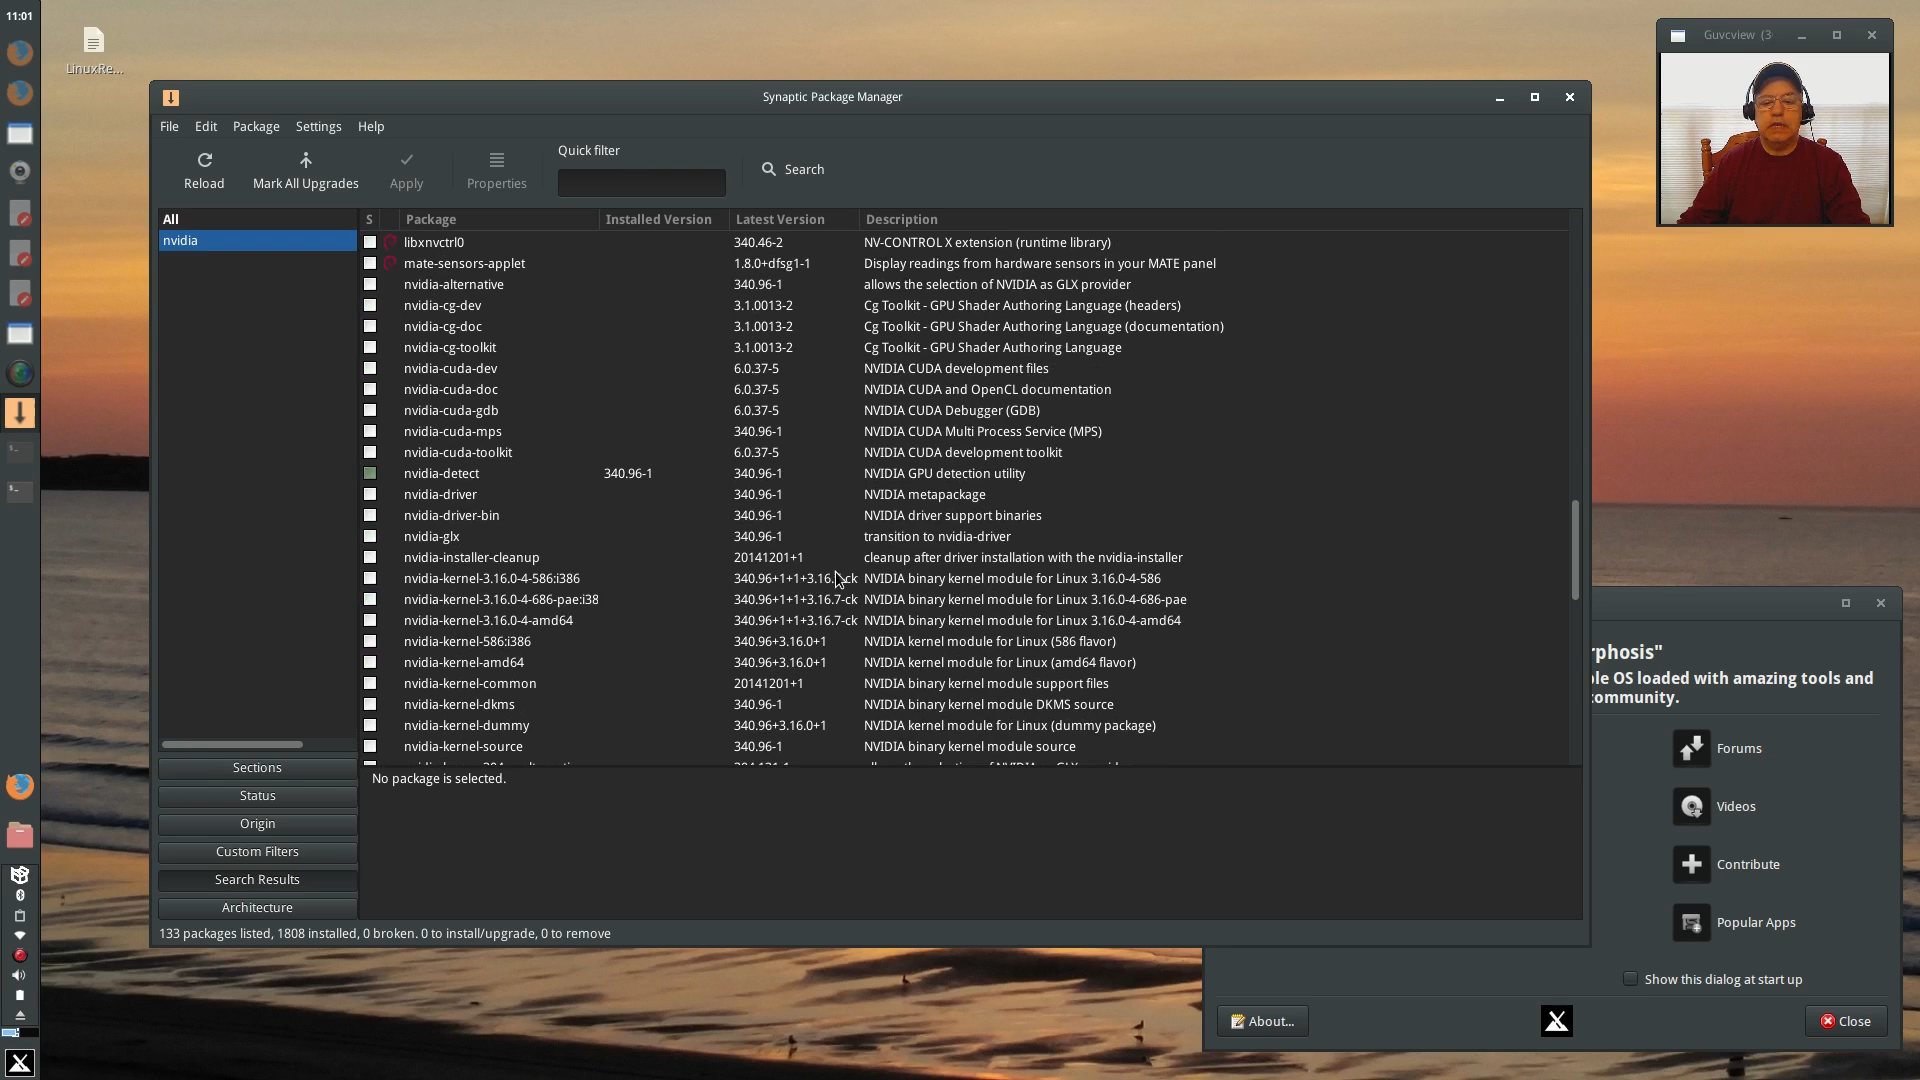 11:01
LinuxRe...
Guvcview (3
Synaptic Package Manager
File Edit Package Settings Help
Reload
Mark All Upgrades
Apply
Properties
Quick filter
Search
All
nvidia
S Package Installed Version Latest Version Description
libxnvctrl0 340.46-2 NV-CONTROL X extension (runtime library)
mate-sensors-applet 1.8.0+dfsg1-1 Display readings from hardware sensors in your MATE panel
nvidia-alternative 340.96-1 allows the selection of NVIDIA as GLX provider
nvidia-cg-dev 3.1.0013-2 Cg Toolkit - GPU Shader Authoring Language (headers)
nvidia-cg-doc 3.1.0013-2 Cg Toolkit - GPU Shader Authoring Language (documentation)
nvidia-cg-toolkit 3.1.0013-2 Cg Toolkit - GPU Shader Authoring Language
nvidia-cuda-dev 6.0.37-5 NVIDIA CUDA development files
nvidia-cuda-doc 6.0.37-5 NVIDIA CUDA and OpenCL documentation
nvidia-cuda-gdb 6.0.37-5 NVIDIA CUDA Debugger (GDB)
nvidia-cuda-mps 340.96-1 NVIDIA CUDA Multi Process Service (MPS)
nvidia-cuda-toolkit 6.0.37-5 NVIDIA CUDA development toolkit
nvidia-detect 340.96-1 340.96-1 NVIDIA GPU detection utility
nvidia-driver 340.96-1 NVIDIA metapackage
nvidia-driver-bin 340.96-1 NVIDIA driver support binaries
nvidia-glx 340.96-1 transition to nvidia-driver
nvidia-installer-cleanup 20141201+1 cleanup after driver installation with the nvidia-installer
nvidia-kernel-3.16.0-4-586:i386 340.96+1+1+3.16. ck NVIDIA binary kernel module for Linux 3.16.0-4-586
nvidia-kernel-3.16.0-4-686-pae:i38 340.96+1+1+3.16.7-ck NVIDIA binary kernel module for Linux 3.16.0-4-686-pae
nvidia-kernel-3.16.0-4-amd64 340.96+1+1+3.16.7-ck NVIDIA binary kernel module for Linux 3.16.0-4-amd64
nvidia-kernel-586:i386 340.96+3.16.0+1 NVIDIA kernel module for Linux (586 flavor)
nvidia-kernel-amd64 340.96+3.16.0+1 NVIDIA kernel module for Linux (amd64 flavor)
nvidia-kernel-common 20141201+1 NVIDIA binary kernel module support files
nvidia-kernel-dkms 340.96-1 NVIDIA binary kernel module DKMS source
nvidia-kernel-dummy 340.96+3.16.0+1 NVIDIA kernel module for Linux (dummy package)
nvidia-kernel-source 340.96-1 NVIDIA binary kernel module source
Sections
Status
Origin
Custom Filters
Search Results
Architecture
No package is selected.
133 packages listed, 1808 installed, 0 broken. 0 to install/upgrade, 0 to remove
rphosis"
ble OS loaded with amazing tools and
community.
Forums
Videos
Contribute
Popular Apps
Show this dialog at start up
About...
Close